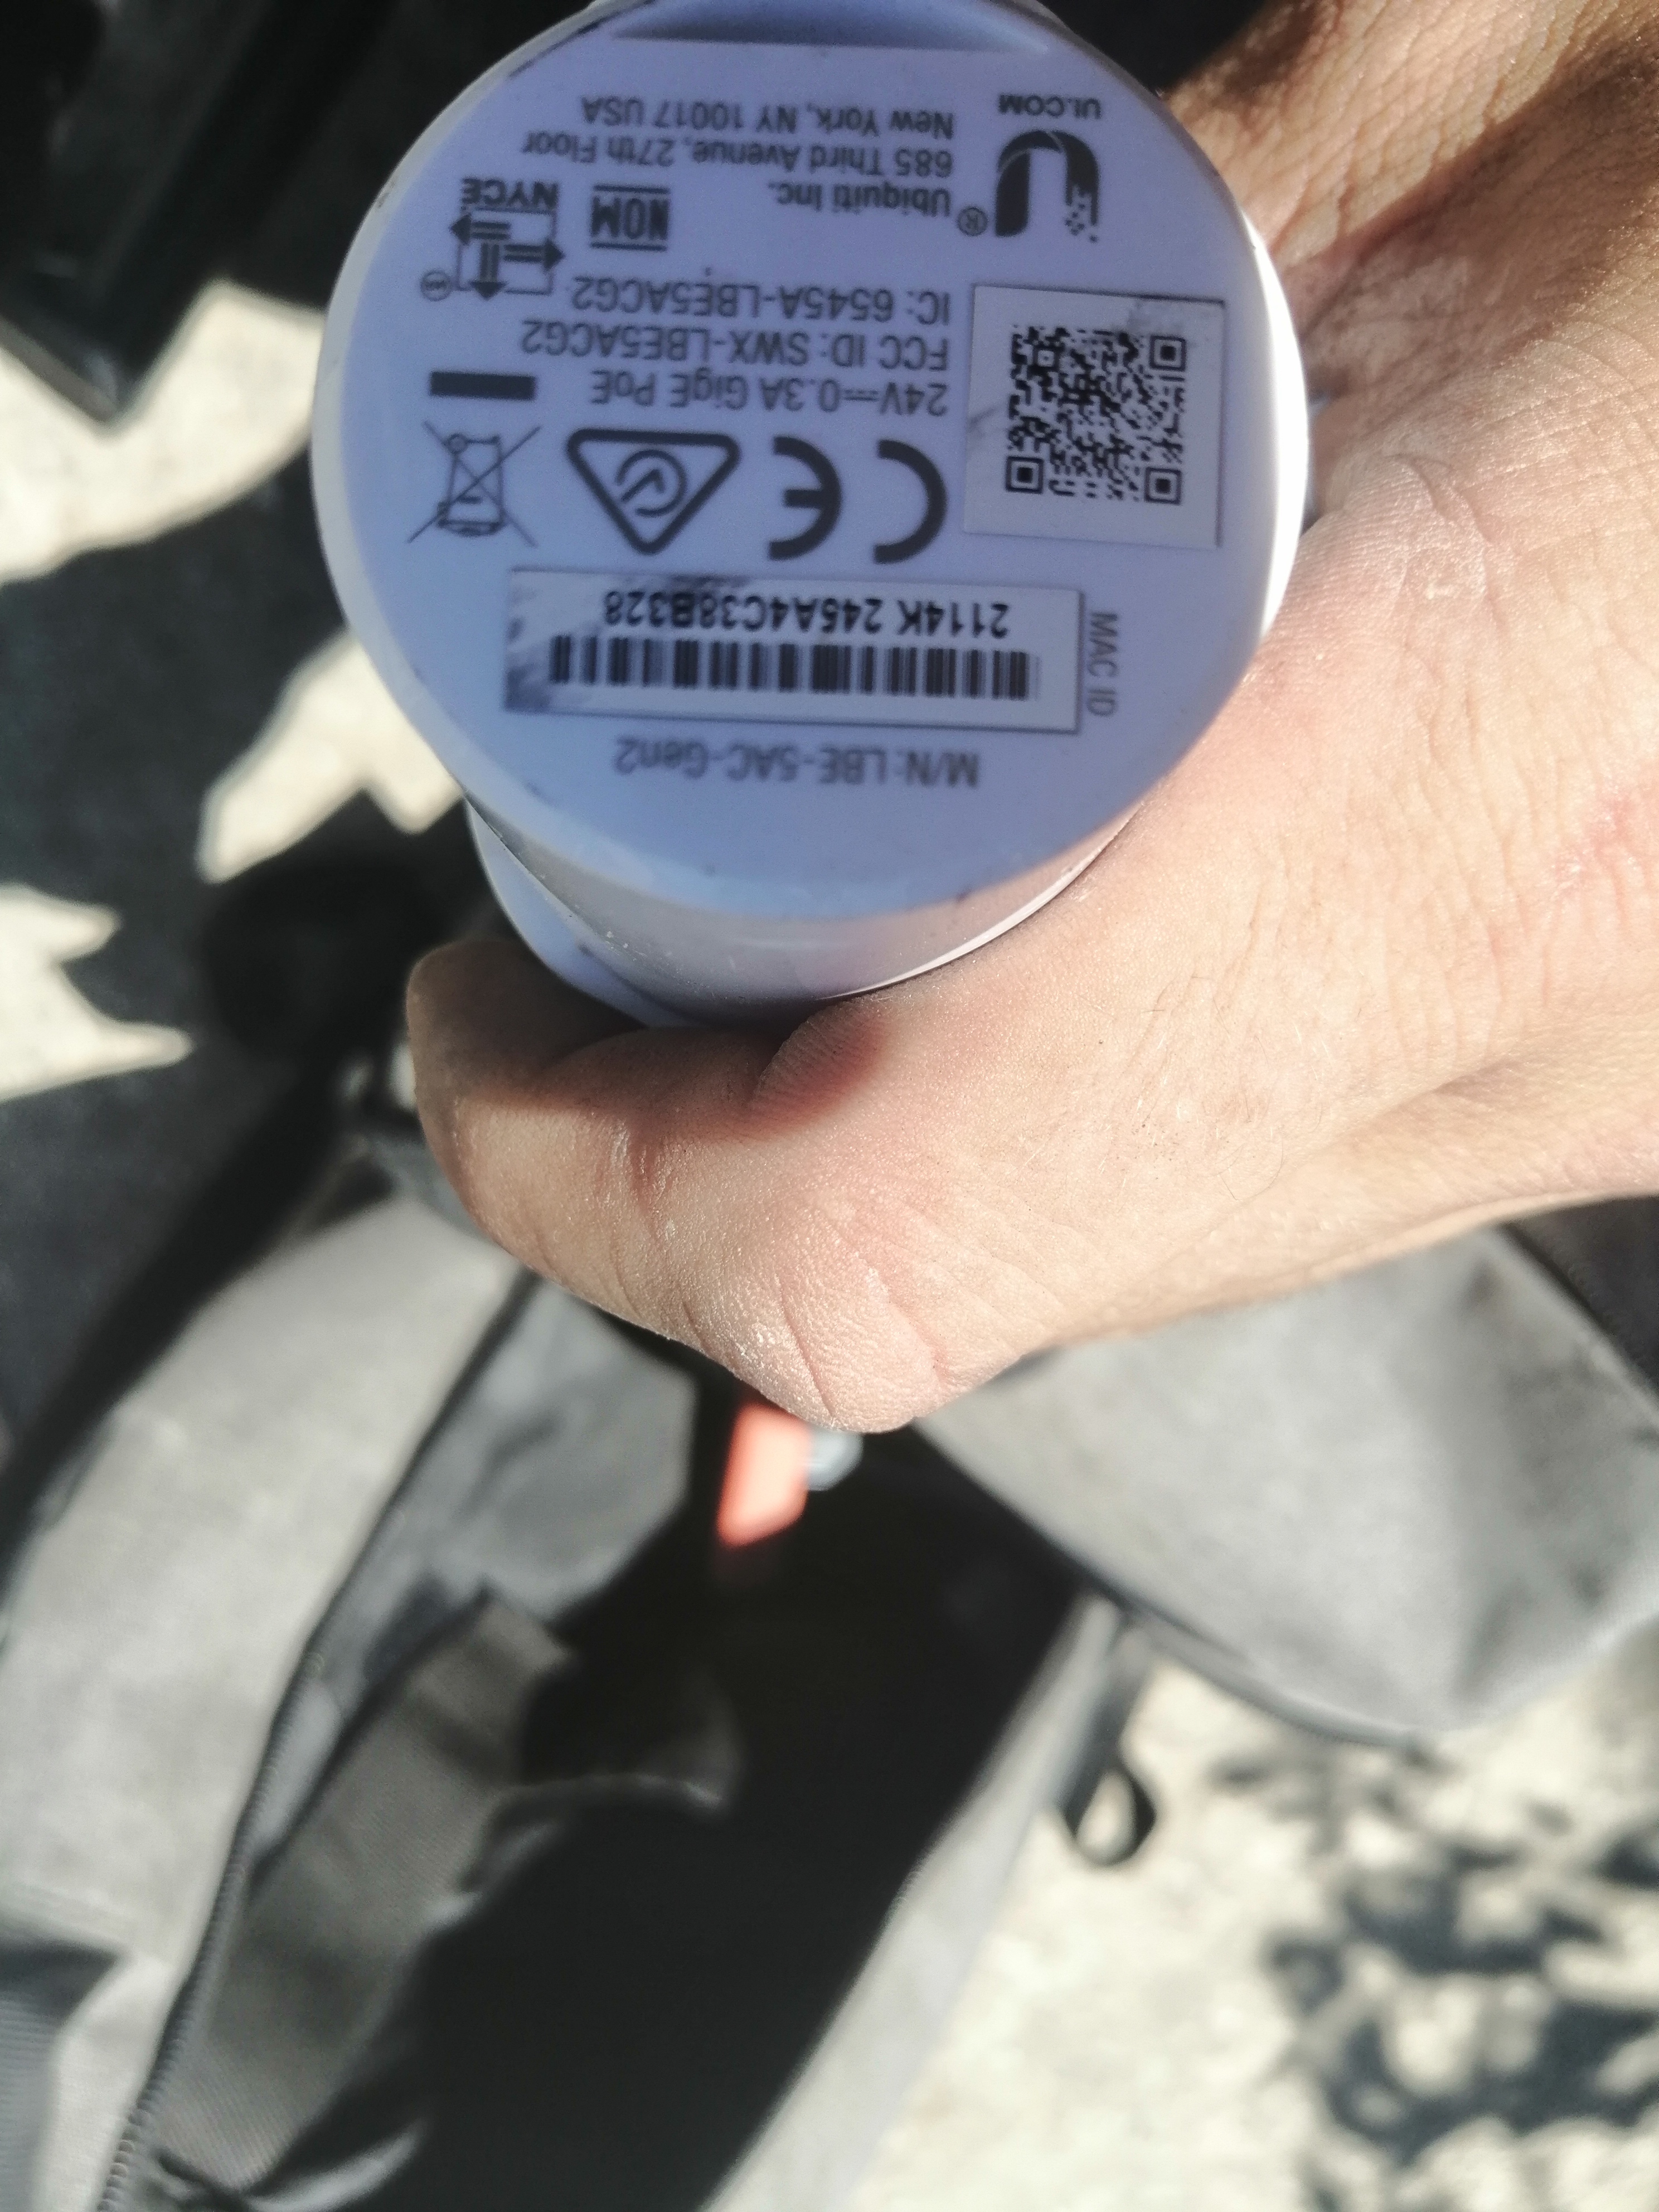 M/N:LBE-5AC-Gen2
MAC ID
2114K 245A4C38B328
24V⎓0.3A GigE PoE
FCC ID: SWX-LBE5ACG2
IC: 6545A-LBE5ACG2
NOM
NYCE
U®
UI.COM
Ubiquiti Inc.
685 Third Avenue, 27th Floor
New York, NY 10017 USA